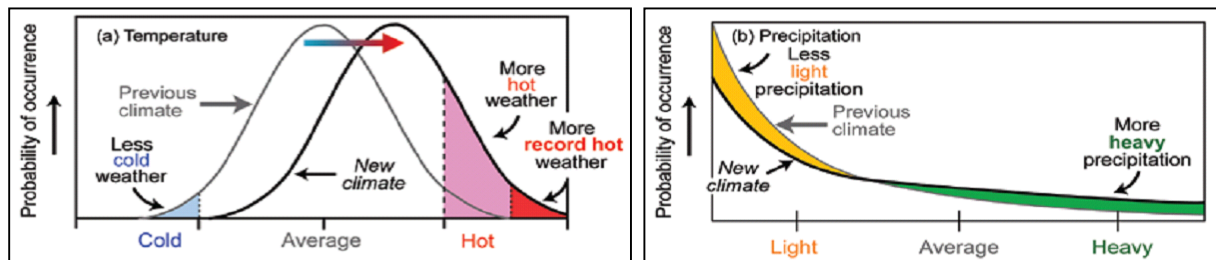 Probability of occurrence
(a) Temperature
Previous
climate
Less
cold
weather
New
climate
More
hot
weather
More
record hot
weather
Cold
Average
Hot
Probability of occurrence
(b) Precipitation
Less
light
precipitation
Previous
climate
New
climate
More
heavy
precipitation
Light
Average
Heavy